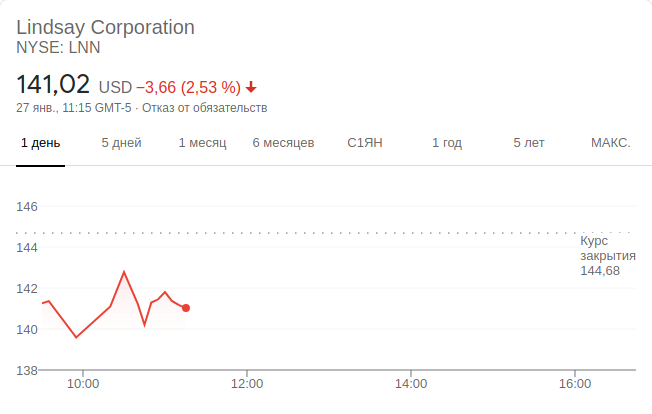 Lindsay Corporation
NYSE: LNN
141,02 USD −3,66 (2,53 %)
27 янв., 11:15 GMT-5 · Отказ от обязательств
1 день 5 дней 1 месяц 6 месяцев С1ЯН 1 год 5 лет МАКС.
146
144
142
140
138
Курс
закрытия
144,68
10:00 12:00 14:00 16:00